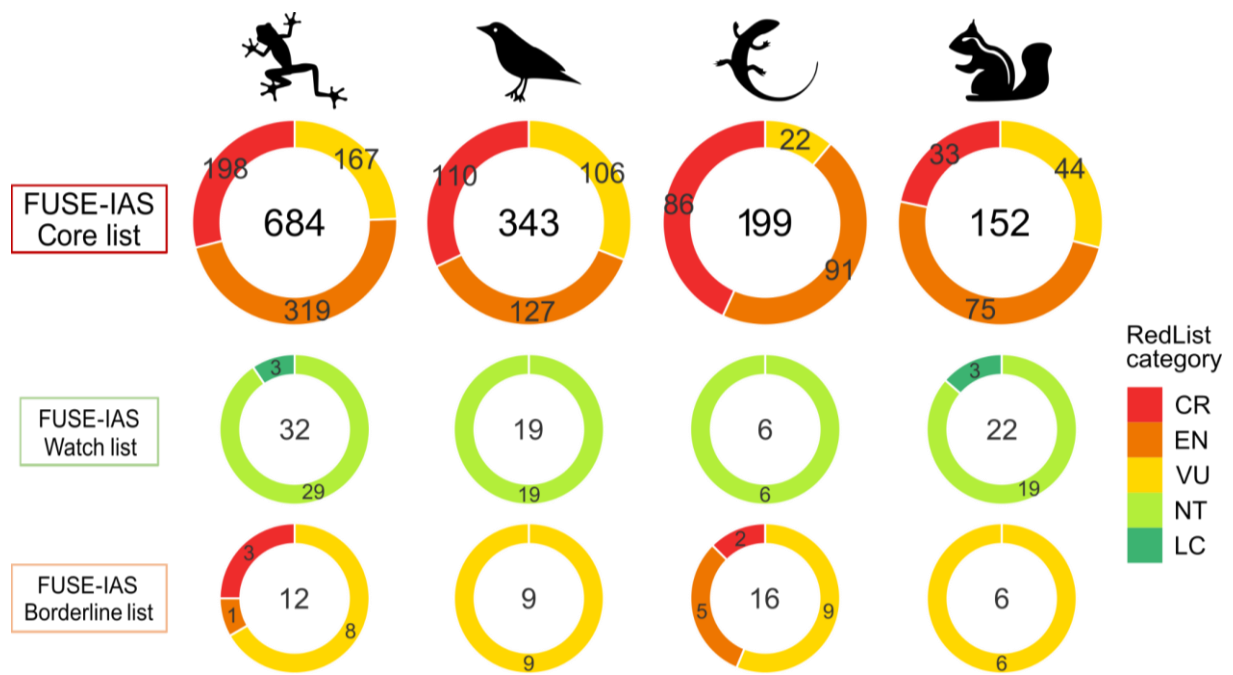 198
167
110
106
22
33
44
86
FUSE-IAS
Core list
684
343
199
152
91
319
127
75
RedList
category
3
3
CR
FUSE-IAS
Watch list
32
19
6
22
EN
VU
29
19
6
19
NT
LC
3
2
FUSE-IAS
Borderline list
12
9
16
6
1
8
5
9
9
6